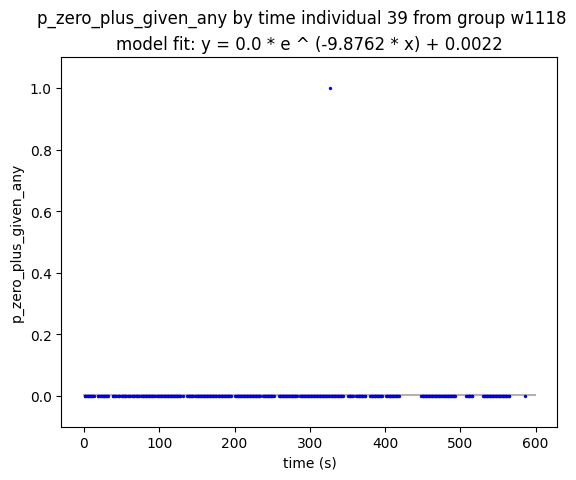 p_zero_plus_given_any by time individual 39 from group w1118
model fit: y = 0.0 * e ^ (-9.8762 * x) + 0.0022
1.0
0.8
0.6
0.4
0.2
0.0
p_zero_plus_given_any
0 100 200 300 400 500 600
time (s)